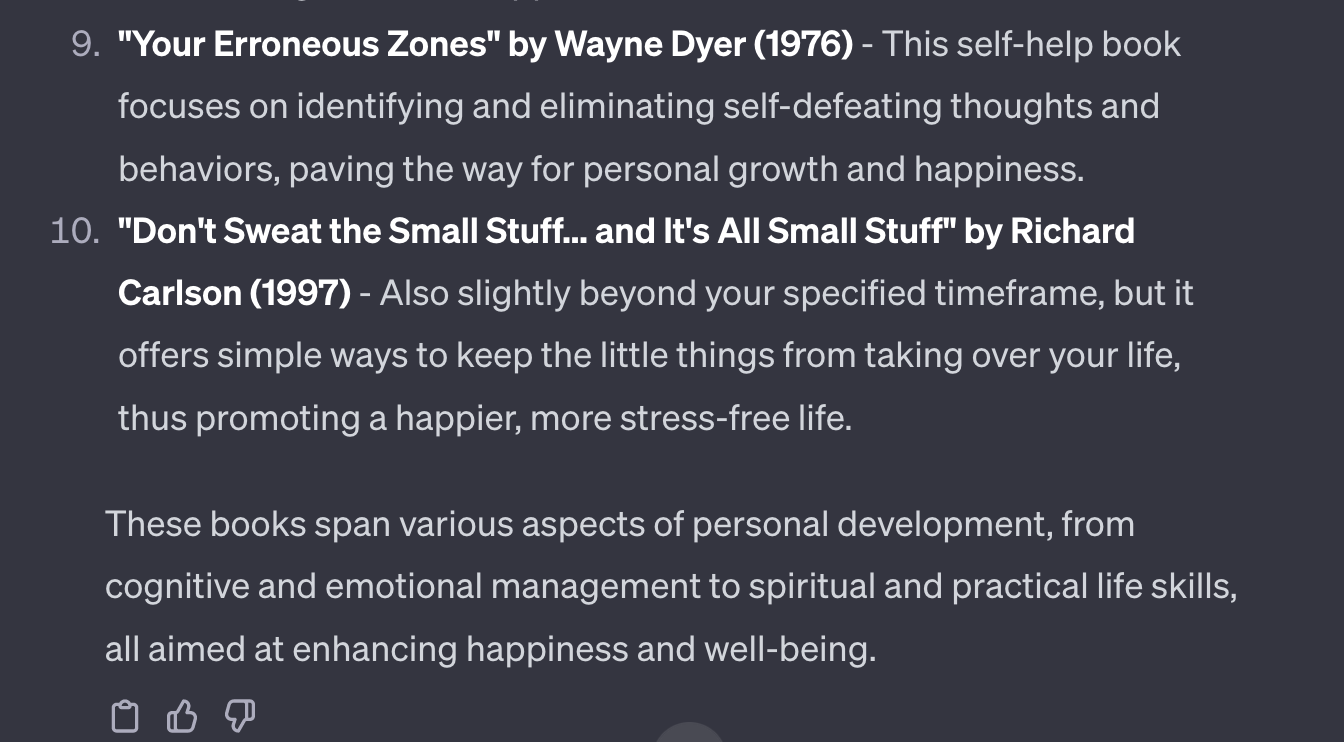 9. "Your Erroneous Zones" by Wayne Dyer (1976) - This self-help book
focuses on identifying and eliminating self-defeating thoughts and
behaviors, paving the way for personal growth and happiness.
10. "Don't Sweat the Small Stuff... and It's All Small Stuff" by Richard
Carlson (1997) - Also slightly beyond your specified timeframe, but it
offers simple ways to keep the little things from taking over your life,
thus promoting a happier, more stress-free life.
These books span various aspects of personal development, from
cognitive and emotional management to spiritual and practical life skills,
all aimed at enhancing happiness and well-being.